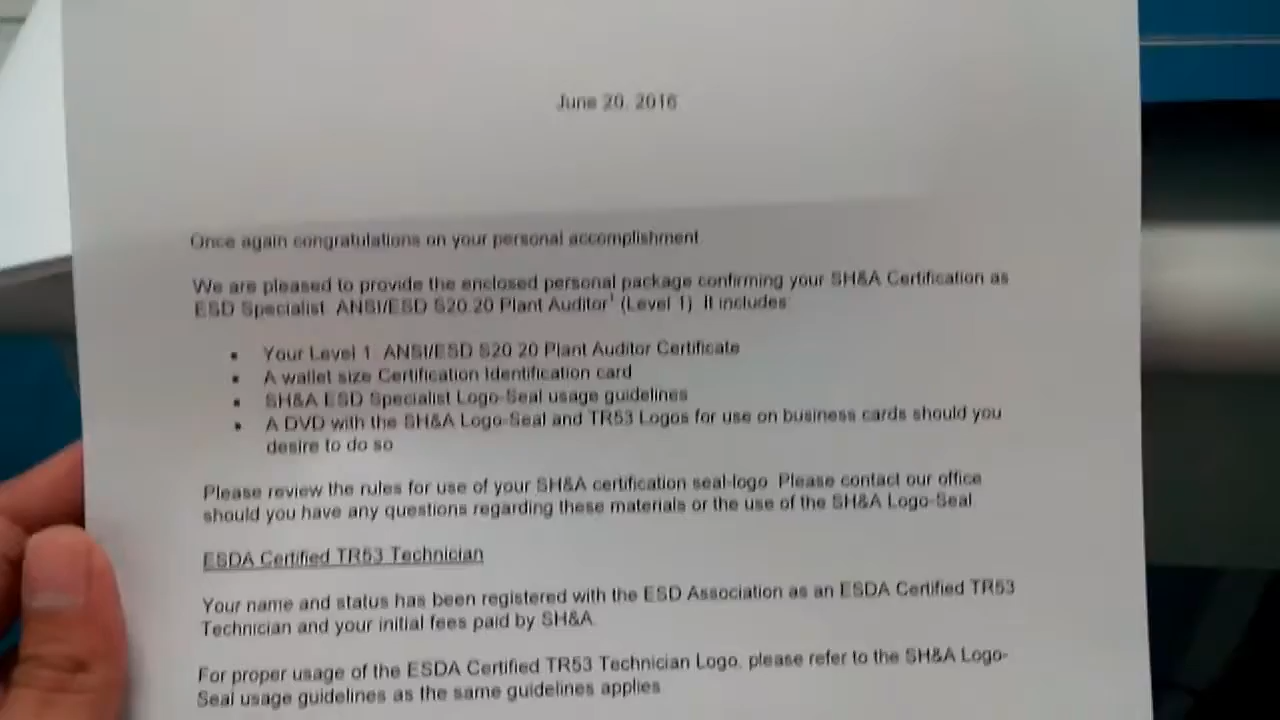 June 20, 2016
Once again congratulations on your personal accomplishment.
We are pleased to provide the enclosed personal package confirming your SH&A Certification as
ESD Specialist ANSI/ESD S20.20 Plant Auditor¹ (Level 1). It includes:
• Your Level 1 ANSI/ESD S20.20 Plant Auditor Certificate
• A wallet size Certification Identification card
• SH&A ESD Specialist Logo-Seal usage guidelines
• A DVD with the SH&A Logo-Seal and TR53 Logos for use on business cards should you
desire to do so
Please review the rules for use of your SH&A certification seal-logo. Please contact our office
should you have any questions regarding these materials or the use of the SH&A Logo-Seal.
ESDA Certified TR53 Technician
Your name and status has been registered with the ESD Association as an ESDA Certified TR53
Technician and your initial fees paid by SH&A.
For proper usage of the ESDA Certified TR53 Technician Logo, please refer to the SH&A Logo-
Seal usage guidelines as the same guidelines applies